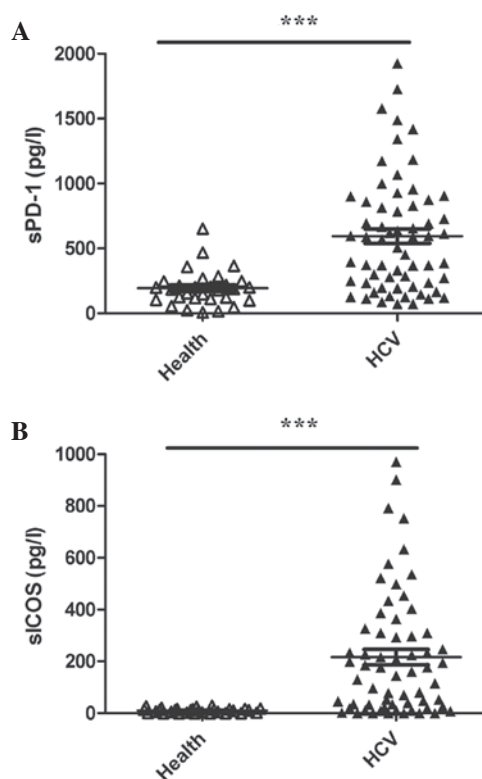 A
***
sPD-1 (pg/l)
2000
1500
1000
500
0
Health
HCV
B
***
sICOS (pg/l)
1000
800
600
400
200
0
Health
HCV